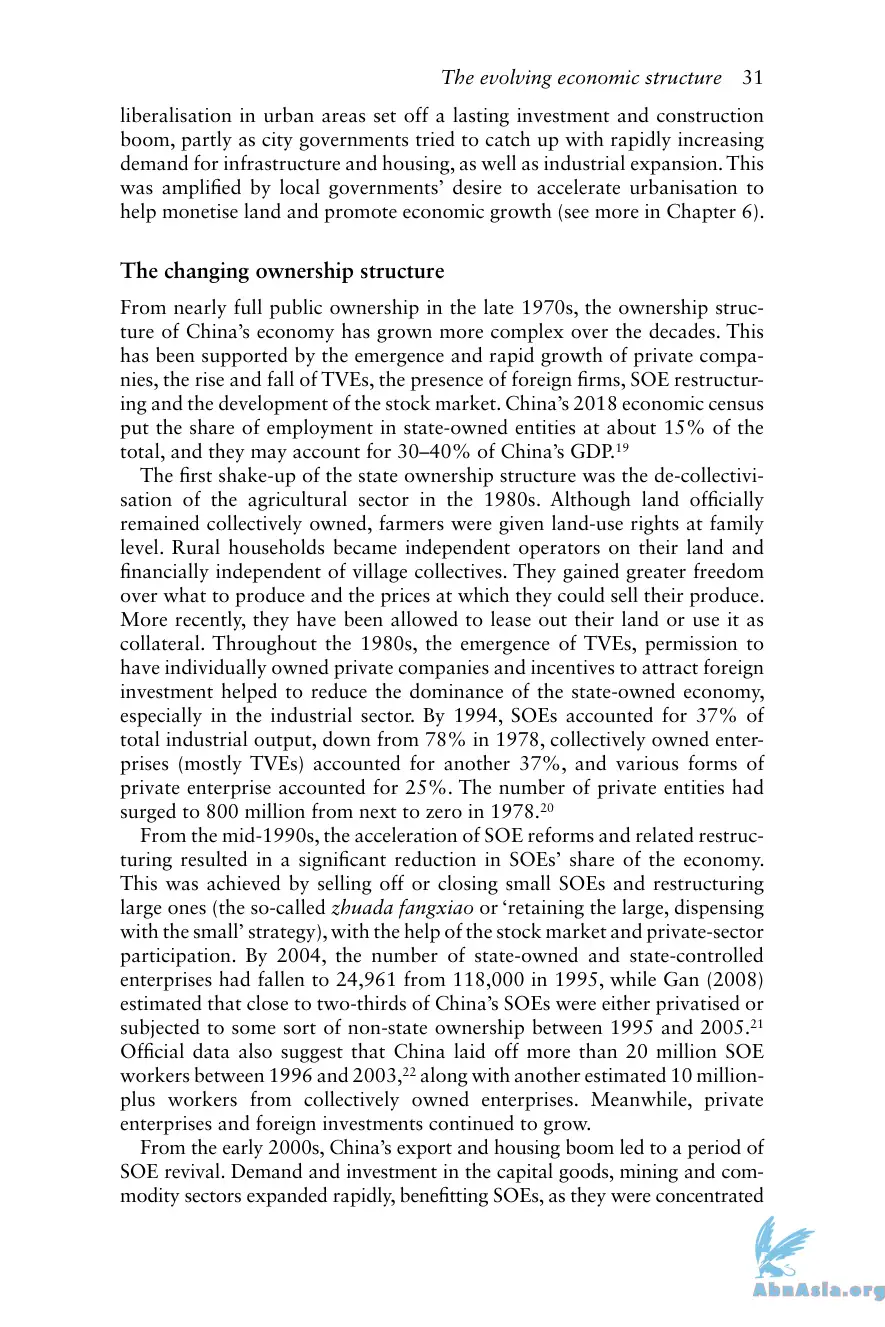 The evolving economic structure 31
liberalisation in urban areas set off a lasting investment and construction
boom, partly as city governments tried to catch up with rapidly increasing
demand for infrastructure and housing, as well as industrial expansion. This
was amplified by local governments’ desire to accelerate urbanisation to
help monetise land and promote economic growth (see more in Chapter 6).
The changing ownership structure
From nearly full public ownership in the late 1970s, the ownership struc-
ture of China’s economy has grown more complex over the decades. This
has been supported by the emergence and rapid growth of private compa-
nies, the rise and fall of TVEs, the presence of foreign firms, SOE restructur-
ing and the development of the stock market. China’s 2018 economic census
put the share of employment in state-owned entities at about 15% of the
total, and they may account for 30–40% of China’s GDP.19
The first shake-up of the state ownership structure was the de-collectivi-
sation of the agricultural sector in the 1980s. Although land officially
remained collectively owned, farmers were given land-use rights at family
level. Rural households became independent operators on their land and
financially independent of village collectives. They gained greater freedom
over what to produce and the prices at which they could sell their produce.
More recently, they have been allowed to lease out their land or use it as
collateral. Throughout the 1980s, the emergence of TVEs, permission to
have individually owned private companies and incentives to attract foreign
investment helped to reduce the dominance of the state-owned economy,
especially in the industrial sector. By 1994, SOEs accounted for 37% of
total industrial output, down from 78% in 1978, collectively owned enter-
prises (mostly TVEs) accounted for another 37%, and various forms of
private enterprise accounted for 25%. The number of private entities had
surged to 800 million from next to zero in 1978.20
From the mid-1990s, the acceleration of SOE reforms and related restruc-
turing resulted in a significant reduction in SOEs’ share of the economy.
This was achieved by selling off or closing small SOEs and restructuring
large ones (the so-called zhuada fangxiao or ‘retaining the large, dispensing
with the small’ strategy), with the help of the stock market and private-sector
participation. By 2004, the number of state-owned and state-controlled
enterprises had fallen to 24,961 from 118,000 in 1995, while Gan (2008)
estimated that close to two-thirds of China’s SOEs were either privatised or
subjected to some sort of non-state ownership between 1995 and 2005.21
Official data also suggest that China laid off more than 20 million SOE
workers between 1996 and 2003,22 along with another estimated 10 million-
plus workers from collectively owned enterprises. Meanwhile, private
enterprises and foreign investments continued to grow.
From the early 2000s, China’s export and housing boom led to a period of
SOE revival. Demand and investment in the capital goods, mining and com-
modity sectors expanded rapidly, benefitting SOEs, as they were concentrated
AbnAsia.org